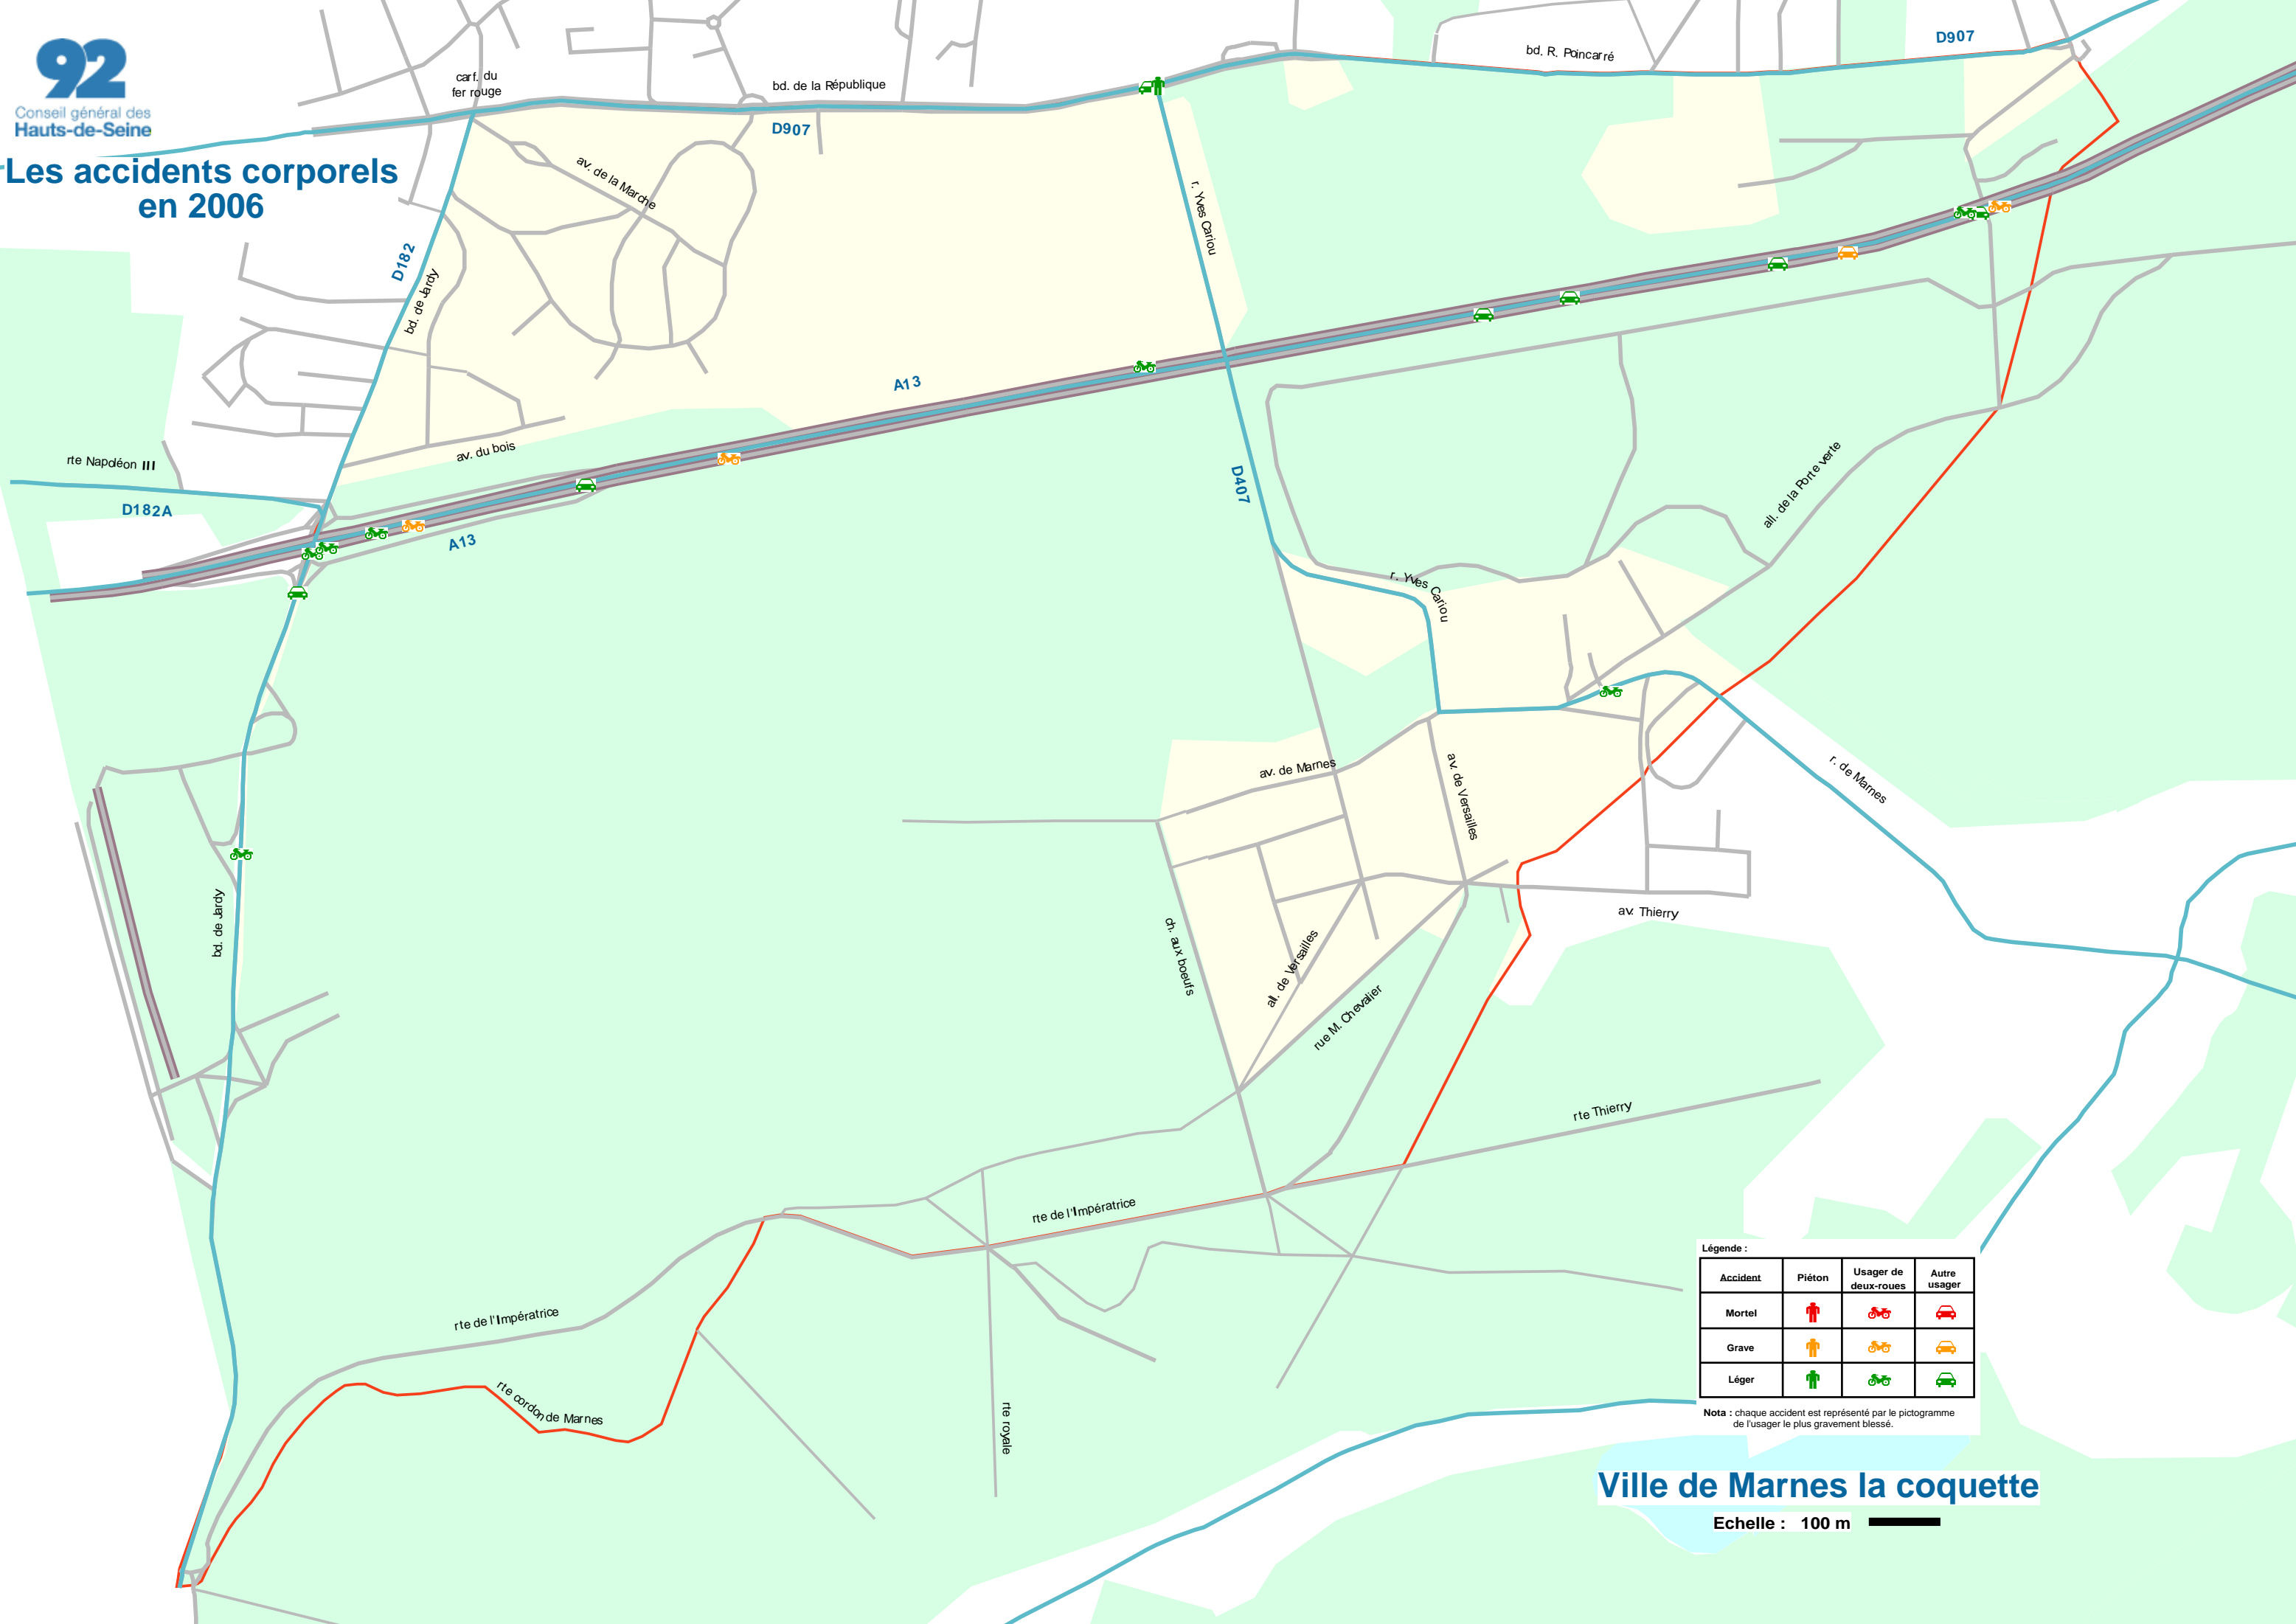 92
Conseil général des
Hauts-de-Seine
Les accidents corporels
en 2006
carf. du
fer rouge
bd. de la République
D907
bd. R. Poincarré
D907
av. de la Marche
r. Yves Cariou
D182
bd. de Jardy
A13
av. du bois
rte Napoléon III
D182A
A13
D407
all. de la Porte verte
r. Yves Cariou
av. de Marnes
av. de Versailles
r. de Marnes
bd. de Jardy
av. Thierry
ch. aux boeufs
all. de Versailles
rue M. Chevalier
rte Thierry
rte de l'Impératrice
rte de l'Impératrice
rte cordon de Marnes
rte royale
Légende :
Accident Piéton Usager de deux-roues Autre usager
Mortel
Grave
Léger
Nota : chaque accident est représenté par le pictogramme
de l'usager le plus gravement blessé.
Ville de Marnes la coquette
Echelle : 100 m